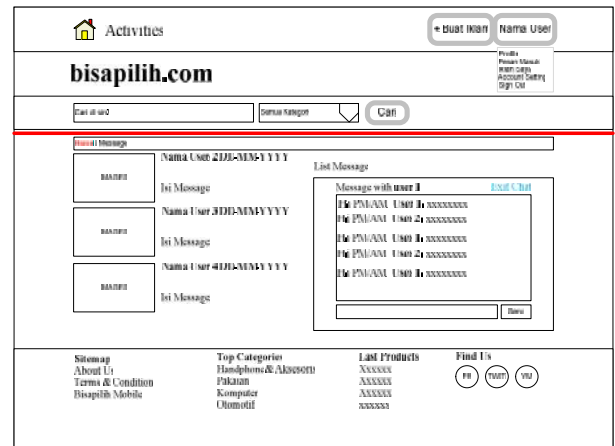 Activities
+ Buat Iklan
Nama User
Profile
Pesan Masuk
Iklan Saya
Account Setting
Sign Out
bisapilih.com
Cari di sini
Semua Kategori
Cari
Home | Message
Nama User 2 DD-MM-YYYY
IMAGES
Isi Message
Nama User 3 DD-MM-YYYY
IMAGES
Isi Message
Nama User 4 DD-MM-YYYY
IMAGES
Isi Message
List Message
Message with user 1
Exit Chat
Hr PM/AM User 1: xxxxxxxx
Hr PM/AM User 2: xxxxxxxx
Hr PM/AM User 1: xxxxxxxx
Hr PM/AM User 2: xxxxxxxx
Hr PM/AM User 1: xxxxxxxx
Send
Sitemap
About Us
Terms & Condition
Bisapilih Mobile
Top Categories
Handphone & Aksesoris
Pakaian
Komputer
Otomotif
Last Products
Xxxxxx
Xxxxxx
Xxxxxx
xxxxxx
Find Us
FB
TWIT
YM